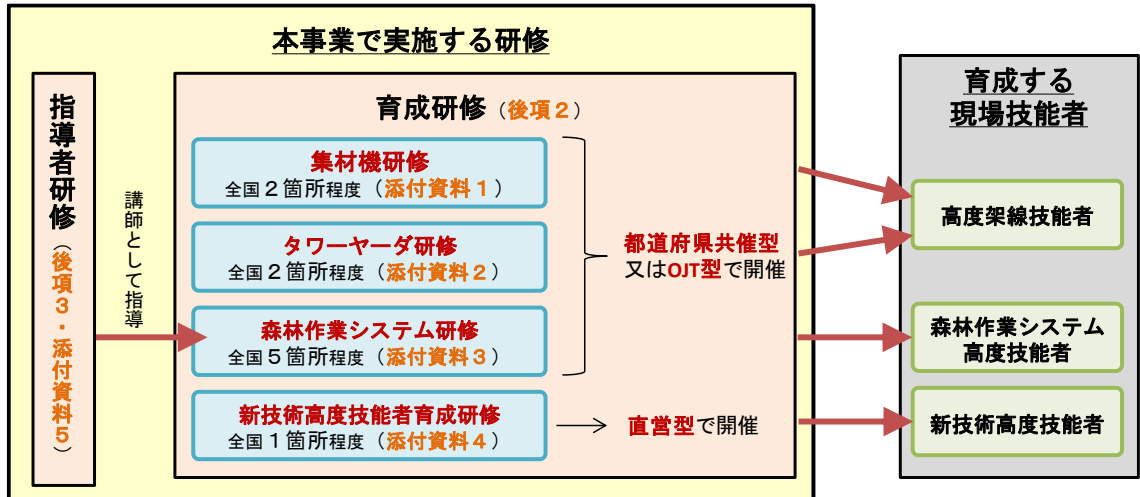 本事業で実施する研修
指導者研修（後項３・添付資料５）
講師として指導
育成研修（後項２）
集材機研修
全国２箇所程度（添付資料１）
タワーヤーダ研修
全国２箇所程度（添付資料２）
森林作業システム研修
全国５箇所程度（添付資料３）
新技術高度技能者育成研修
全国１箇所程度（添付資料４）
都道府県共催型
又はOJT型で開催
直営型で開催
育成する
現場技能者
高度架線技能者
森林作業システム
高度技能者
新技術高度技能者